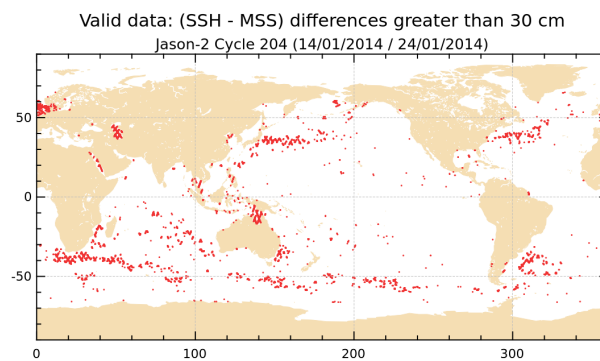 Valid data: (SSH - MSS) differences greater than 30 cm
Jason-2 Cycle 204 (14/01/2014 / 24/01/2014)
50
0
-50
0 100 200 300